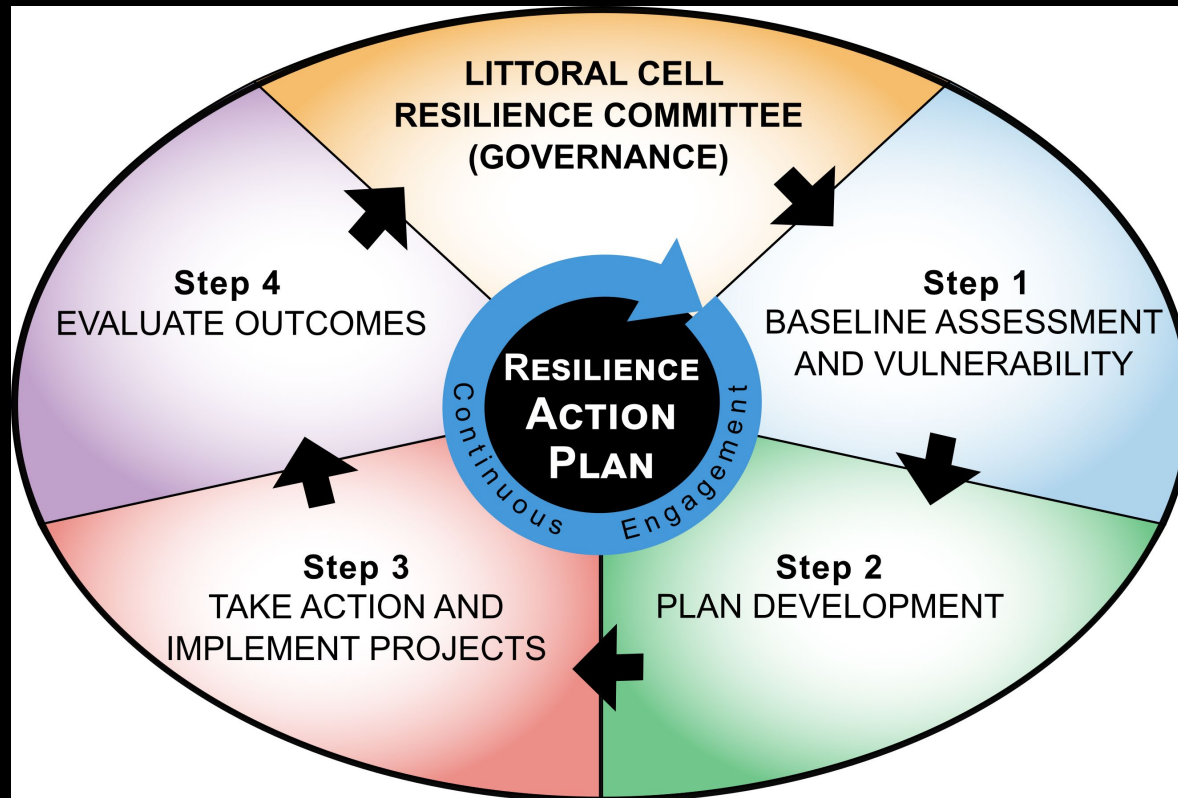 LITTORAL CELL
RESILIENCE COMMITTEE
(GOVERNANCE)
Step 1
BASELINE ASSESSMENT
AND VULNERABILITY
Step 2
PLAN DEVELOPMENT
Step 3
TAKE ACTION AND
IMPLEMENT PROJECTS
Step 4
EVALUATE OUTCOMES
RESILIENCE
ACTION
PLAN
Continuous Engagement